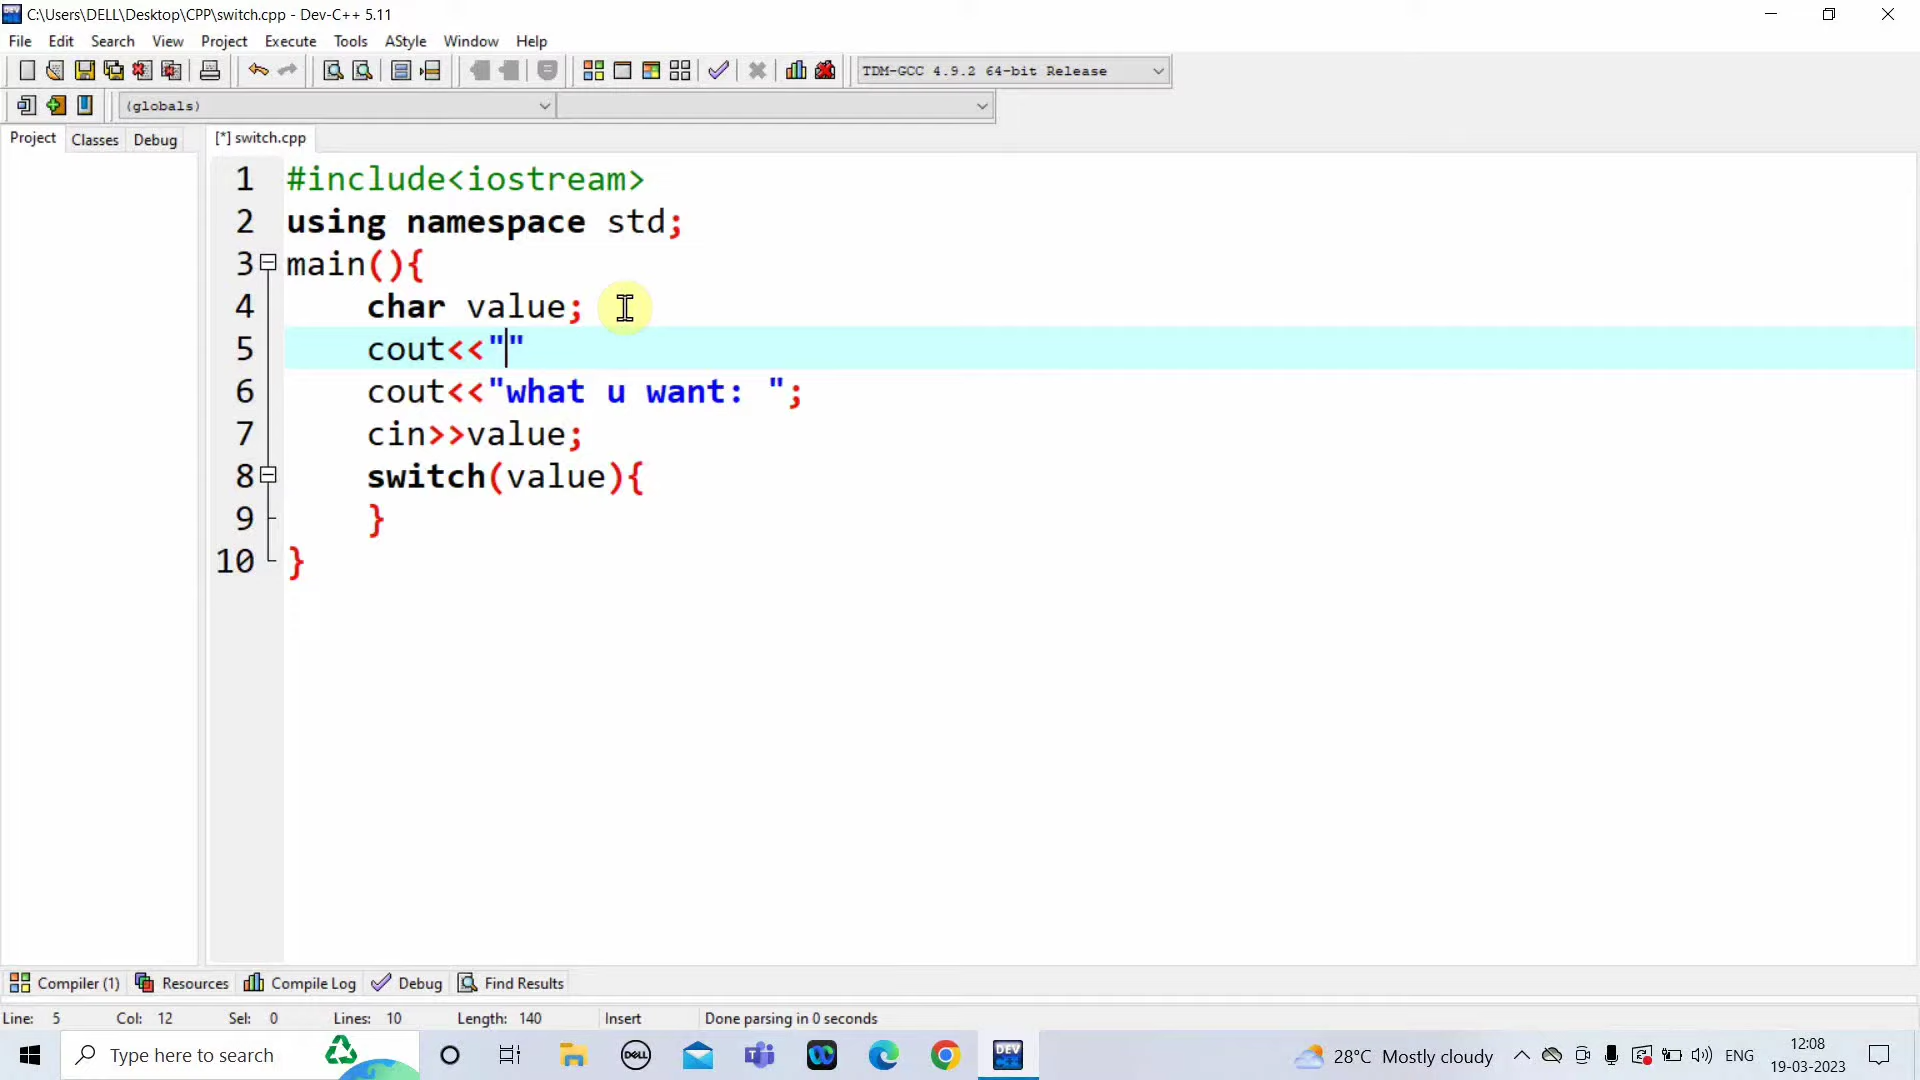 C:\Users\DELL\Desktop\CPP\switch.cpp - Dev-C++ 5.11
File Edit Search View Project Execute Tools AStyle Window Help
TDM-GCC 4.9.2 64-bit Release
(globals)
Project Classes Debug [*] switch.cpp
1 #include<iostream>
2 using namespace std;
3 main(){
4 char value;
5 cout<<""
6 cout<<"what u want: ";
7 cin>>value;
8 switch(value){
9 }
10 }
Compiler (1) Resources Compile Log Debug Find Results
Line: 5 Col: 12 Sel: 0 Lines: 10 Length: 140 Insert Done parsing in 0 seconds
Type here to search DELL DEV 28°C Mostly cloudy ENG 12:08
19-03-2023